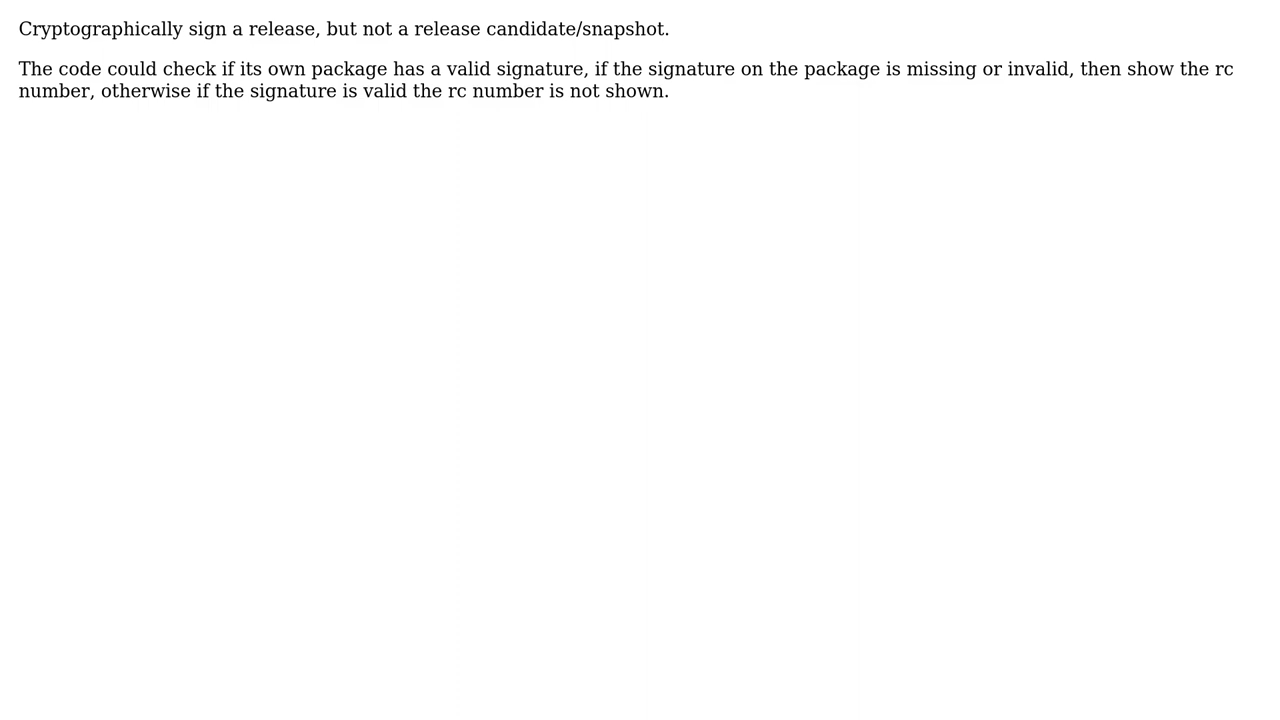 Cryptographically sign a release, but not a release candidate/snapshot.
The code could check if its own package has a valid signature, if the signature on the package is missing or invalid, then show the rc
number, otherwise if the signature is valid the rc number is not shown.